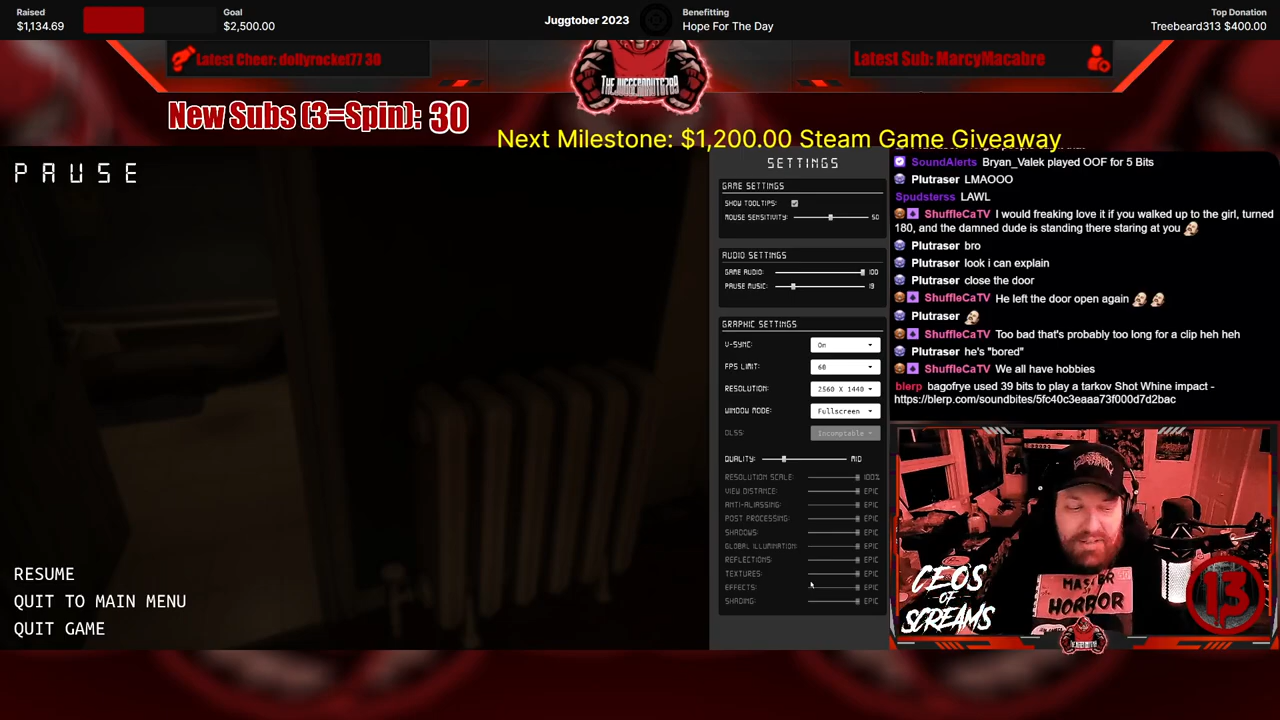 Raised
$1,134.69
Goal
$2,500.00
Juggtober 2023
Benefitting
Hope For The Day
Top Donation
Treebeard313 $400.00
Latest Cheer: dollyrocket77 30
THEJUGGERNAUT6789
Latest Sub: MarcyMacabre
New Subs (3=Spin): 30
Next Milestone: $1,200.00 Steam Game Giveaway
PAUSE
RESUME
QUIT TO MAIN MENU
QUIT GAME
SETTINGS
GAME SETTINGS
SHOW TOOLTIPS:
MOUSE SENSITIVITY: 50
AUDIO SETTINGS
GAME AUDIO: 100
PAUSE MUSIC: 19
GRAPHIC SETTINGS
V-SYNC: On
FPS LIMIT: 60
RESOLUTION: 2560 X 1440
WINDOW MODE: Fullscreen
DLSS: Incomptable
QUALITY: MID
RESOLUTION SCALE: 100%
VIEW DISTANCE: EPIC
ANTI-ALIASSING: EPIC
POST PROCESSING: EPIC
SHADOWS: EPIC
GLOBAL ILLUMINATION: EPIC
REFLECTIONS: EPIC
TEXTURES: EPIC
EFFECTS: EPIC
SHADING: EPIC
SoundAlerts Bryan_Valek played OOF for 5 Bits
Plutraser LMAOOO
Spudsterss LAWL
ShuffleCaTV I would freaking love it if you walked up to the girl, turned
180, and the damned dude is standing there staring at you
Plutraser bro
Plutraser look i can explain
Plutraser close the door
ShuffleCaTV He left the door open again
Plutraser
ShuffleCaTV Too bad that's probably too long for a clip heh heh
Plutraser he's "bored"
ShuffleCaTV We all have hobbies
blerp bagofrye used 39 bits to play a tarkov Shot Whine impact -
https://blerp.com/soundbites/5fc40c3eaaa73f000d7d2bac
CEOS
OF
SCREAMS
MASTER
OF
HORROR
13